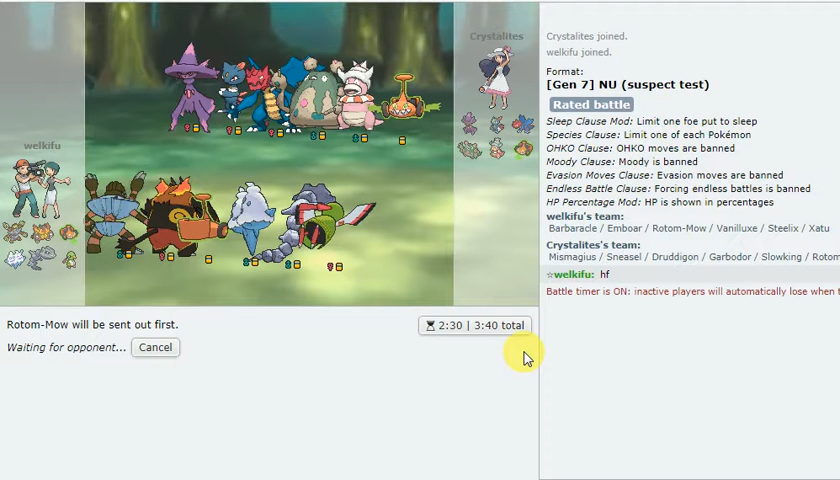 Crystalites
Crystalites joined.
welkifu joined.
Format:
[Gen 7] NU (suspect test)
Rated battle
Sleep Clause Mod: Limit one foe put to sleep
Species Clause: Limit one of each Pokémon
OHKO Clause: OHKO moves are banned
Moody Clause: Moody is banned
Evasion Moves Clause: Evasion moves are banned
Endless Battle Clause: Forcing endless battles is banned
HP Percentage Mod: HP is shown in percentages
welkifu
welkifu's team:
Barbaracle / Emboar / Rotom-Mow / Vanilluxe / Steelix / Xatu
Crystalites's team:
Mismagius / Sneasel / Druddigon / Garbodor / Slowking / Rotom
☆welkifu: hf
Battle timer is ON: inactive players will automatically lose when t
Rotom-Mow will be sent out first.
2:30 | 3:40 total
Waiting for opponent... Cancel